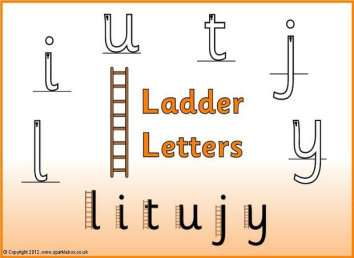 i u t j
Ladder
Letters
l y
l i t u j y
© Copyright 2012, www.sparklebox.co.uk